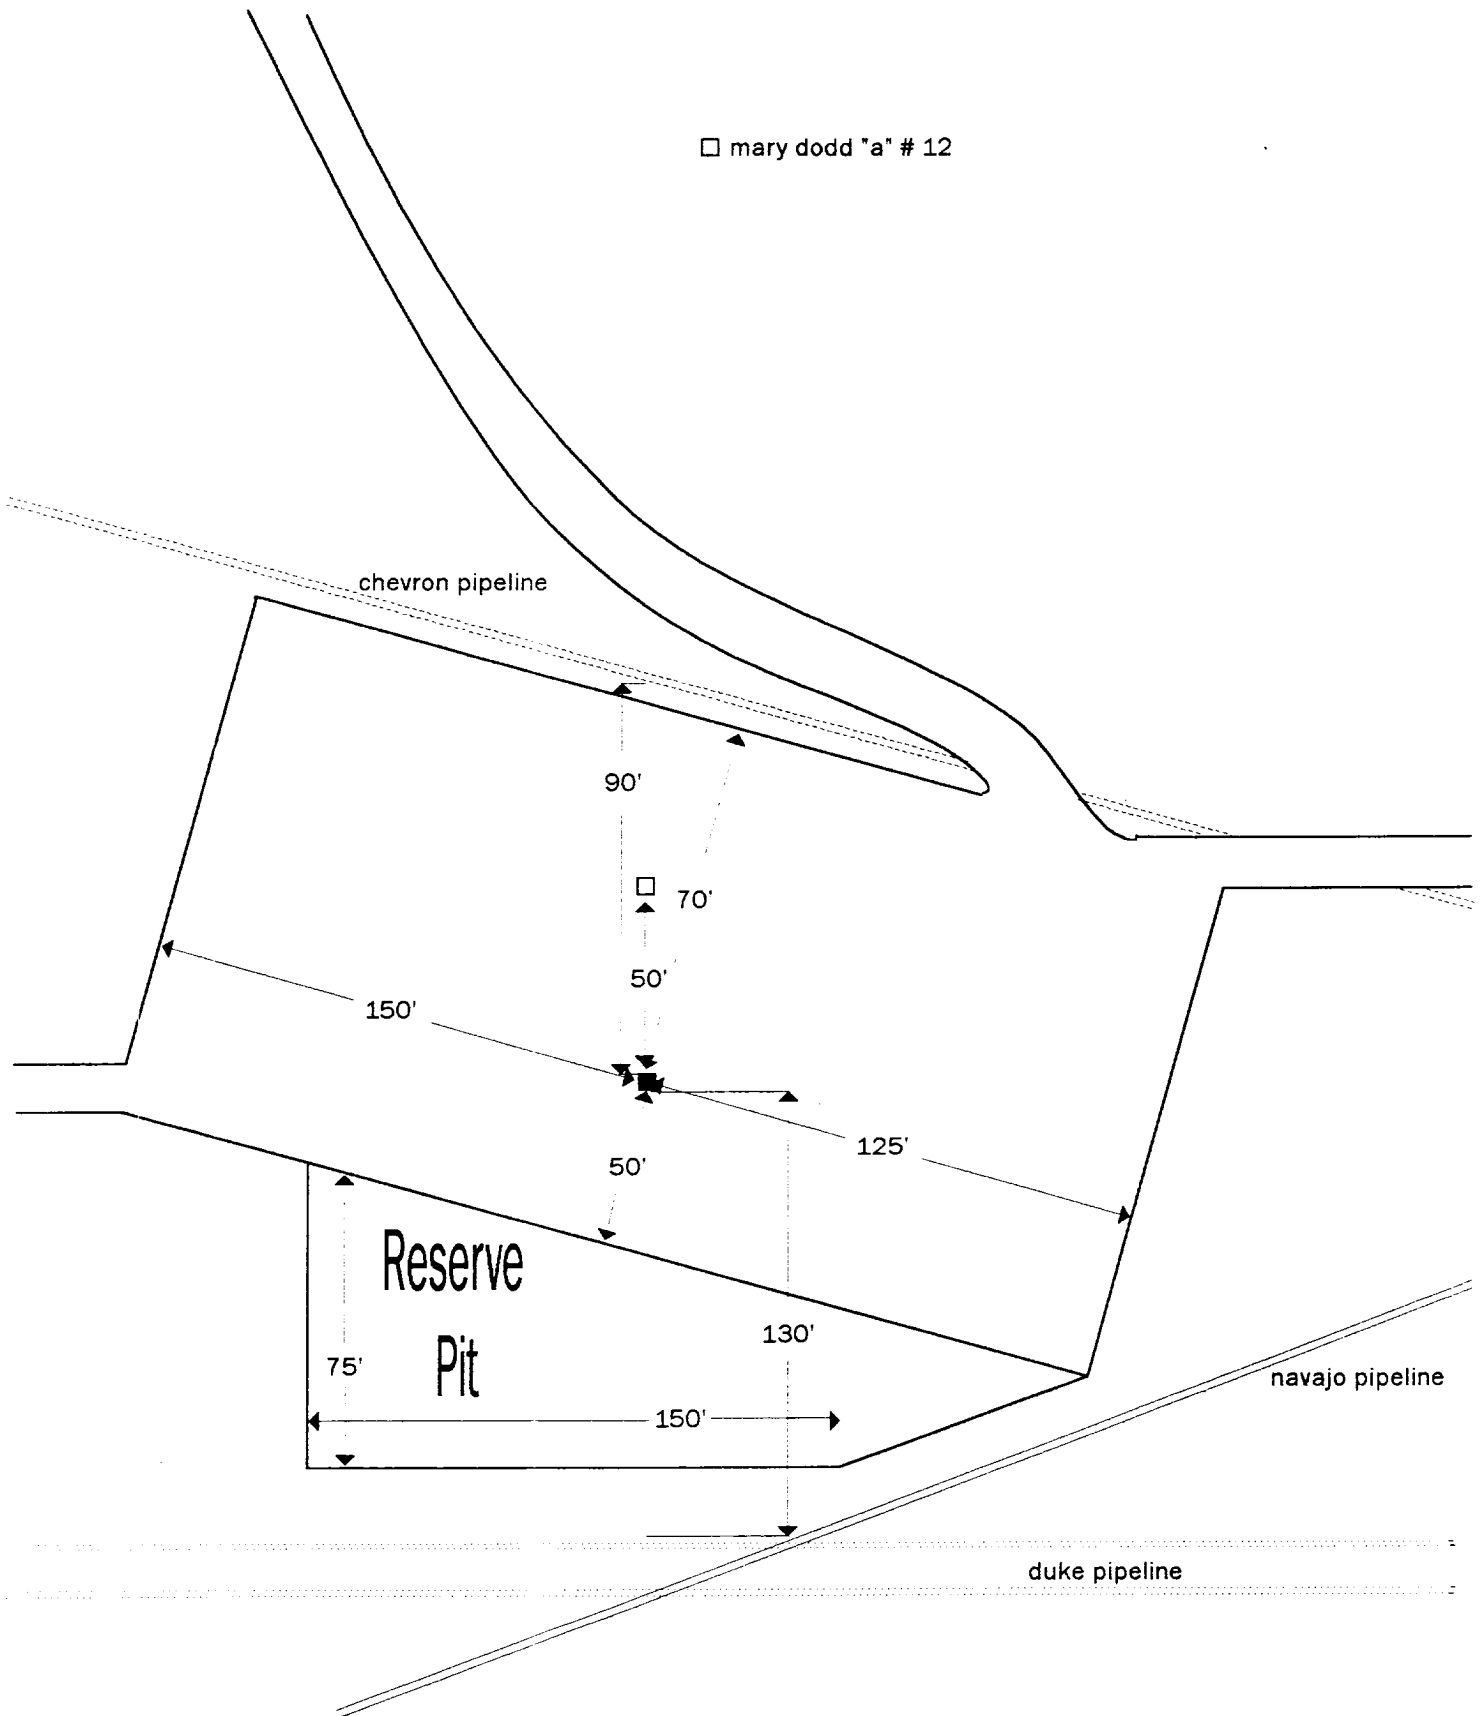 □ mary dodd "a" # 12
chevron pipeline
90'
70'
50'
150'
125'
50'
Reserve
Pit
130'
75'
navajo pipeline
150'
duke pipeline